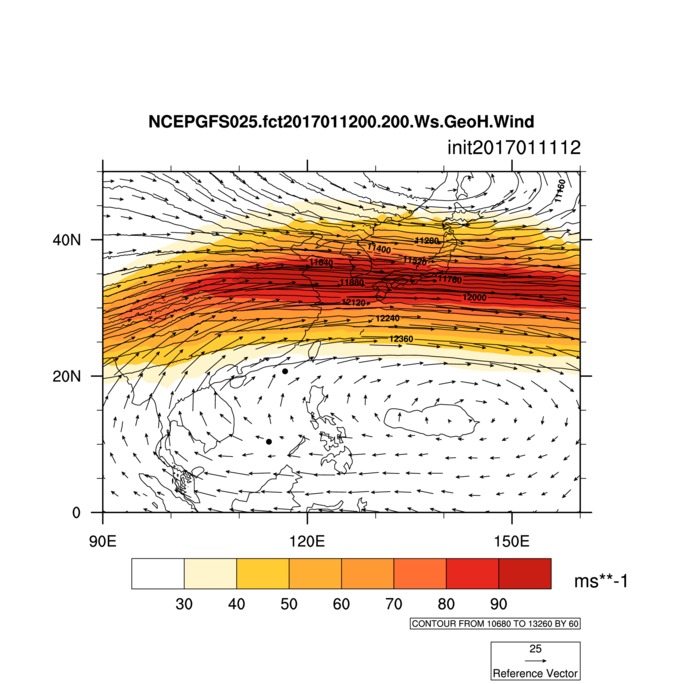 NCEPGFS025.fct2017011200.200.Ws.GeoH.Wind
init2017011112
11160
40N
11280
11400
11520
11640
11760
11880
12000
12120
12240
12360
20N
0
90E 120E 150E
ms**-1
30 40 50 60 70 80 90
CONTOUR FROM 10680 TO 13260 BY 60
25
Reference Vector